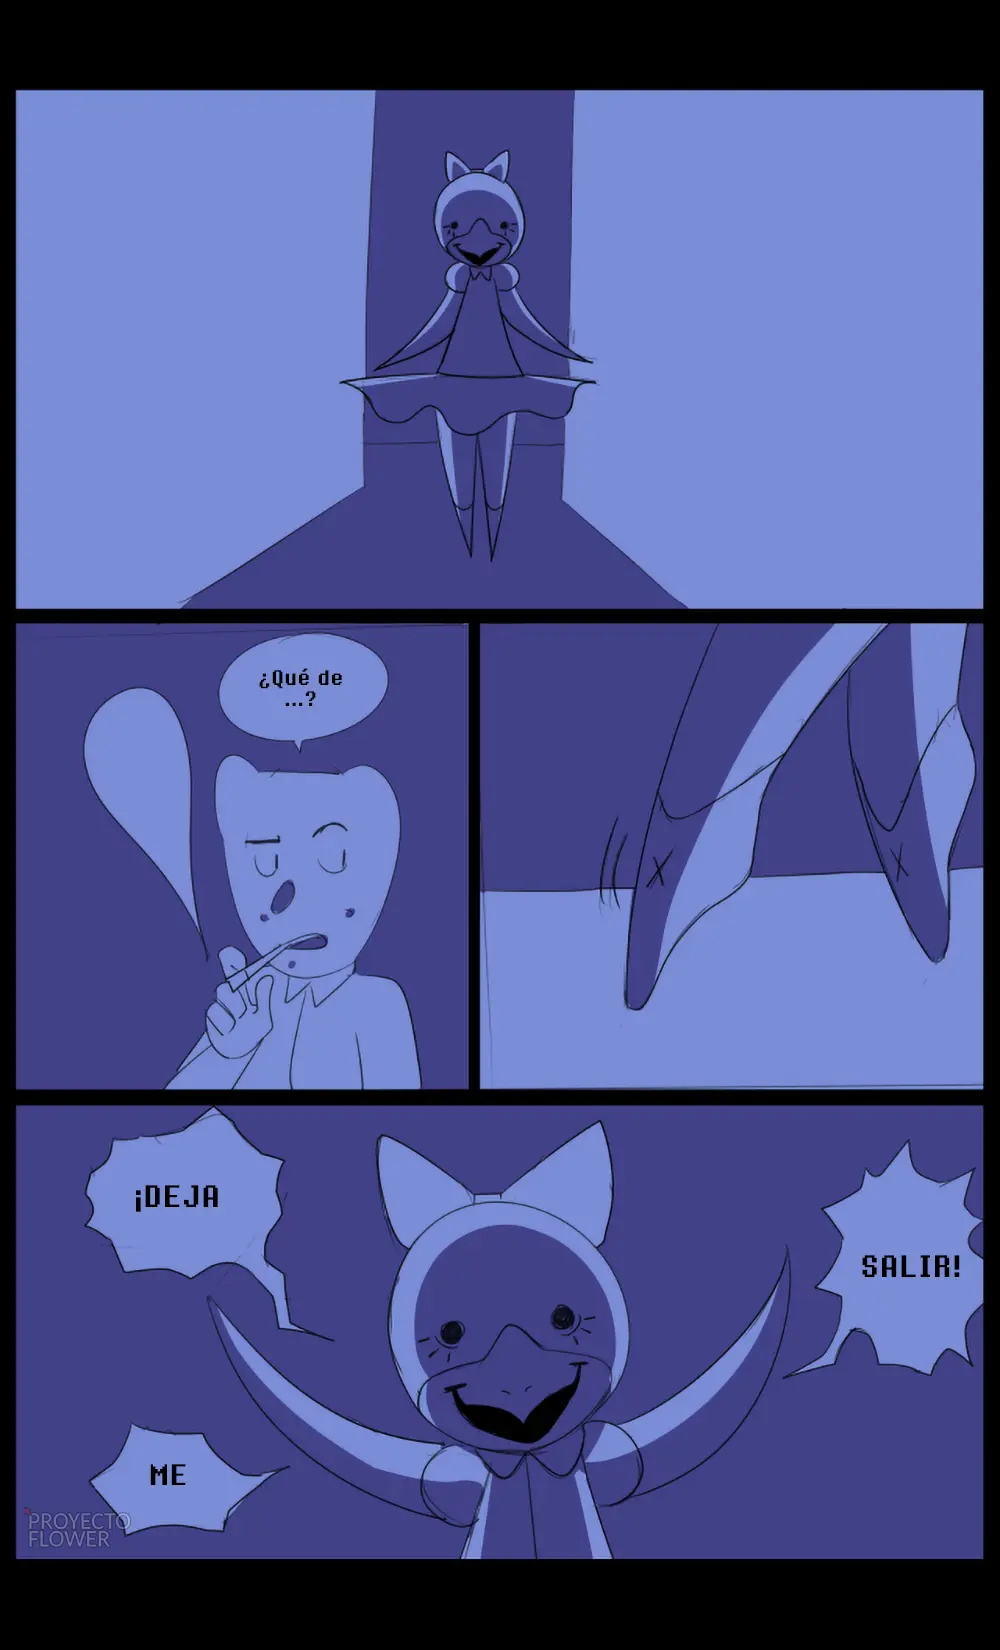 ¿Qué de
...?
¡DEJA
ME
SALIR!
PROYECTO
FLOWER